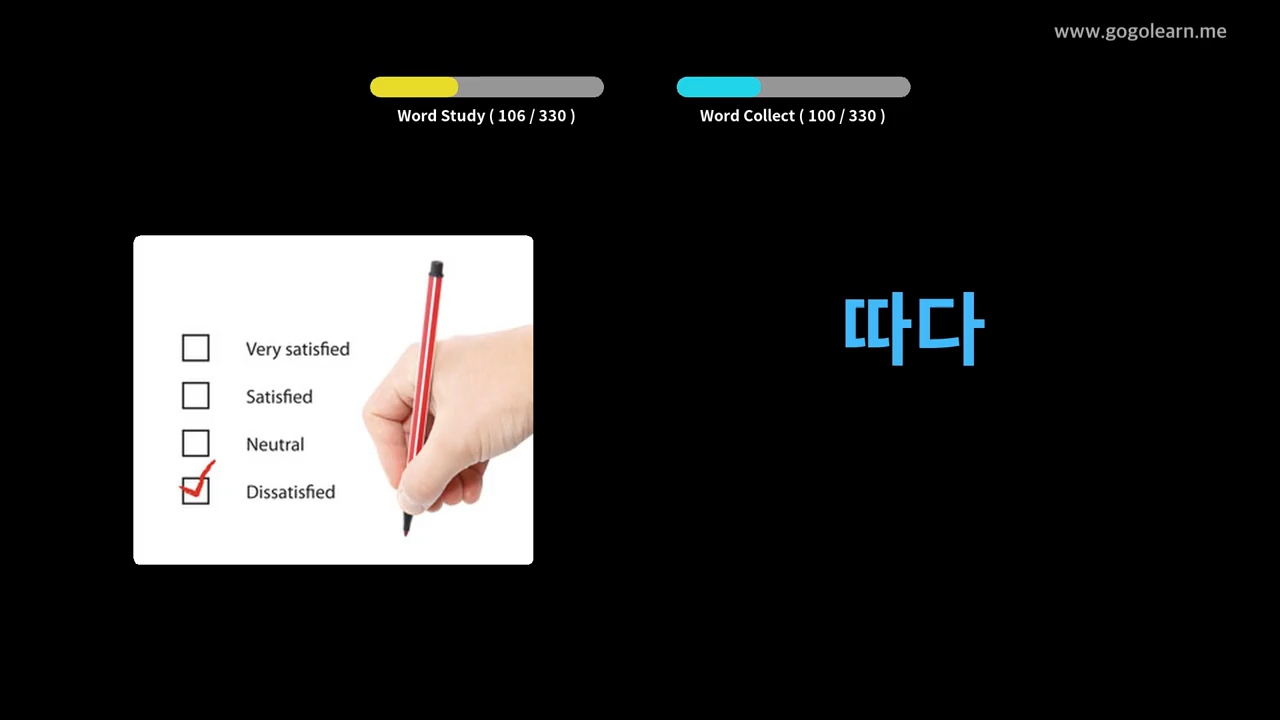 www.gogolearn.me
Word Study ( 106 / 330 )
Word Collect ( 100 / 330 )
Very satisfied
Satisfied
Neutral
Dissatisfied
따다